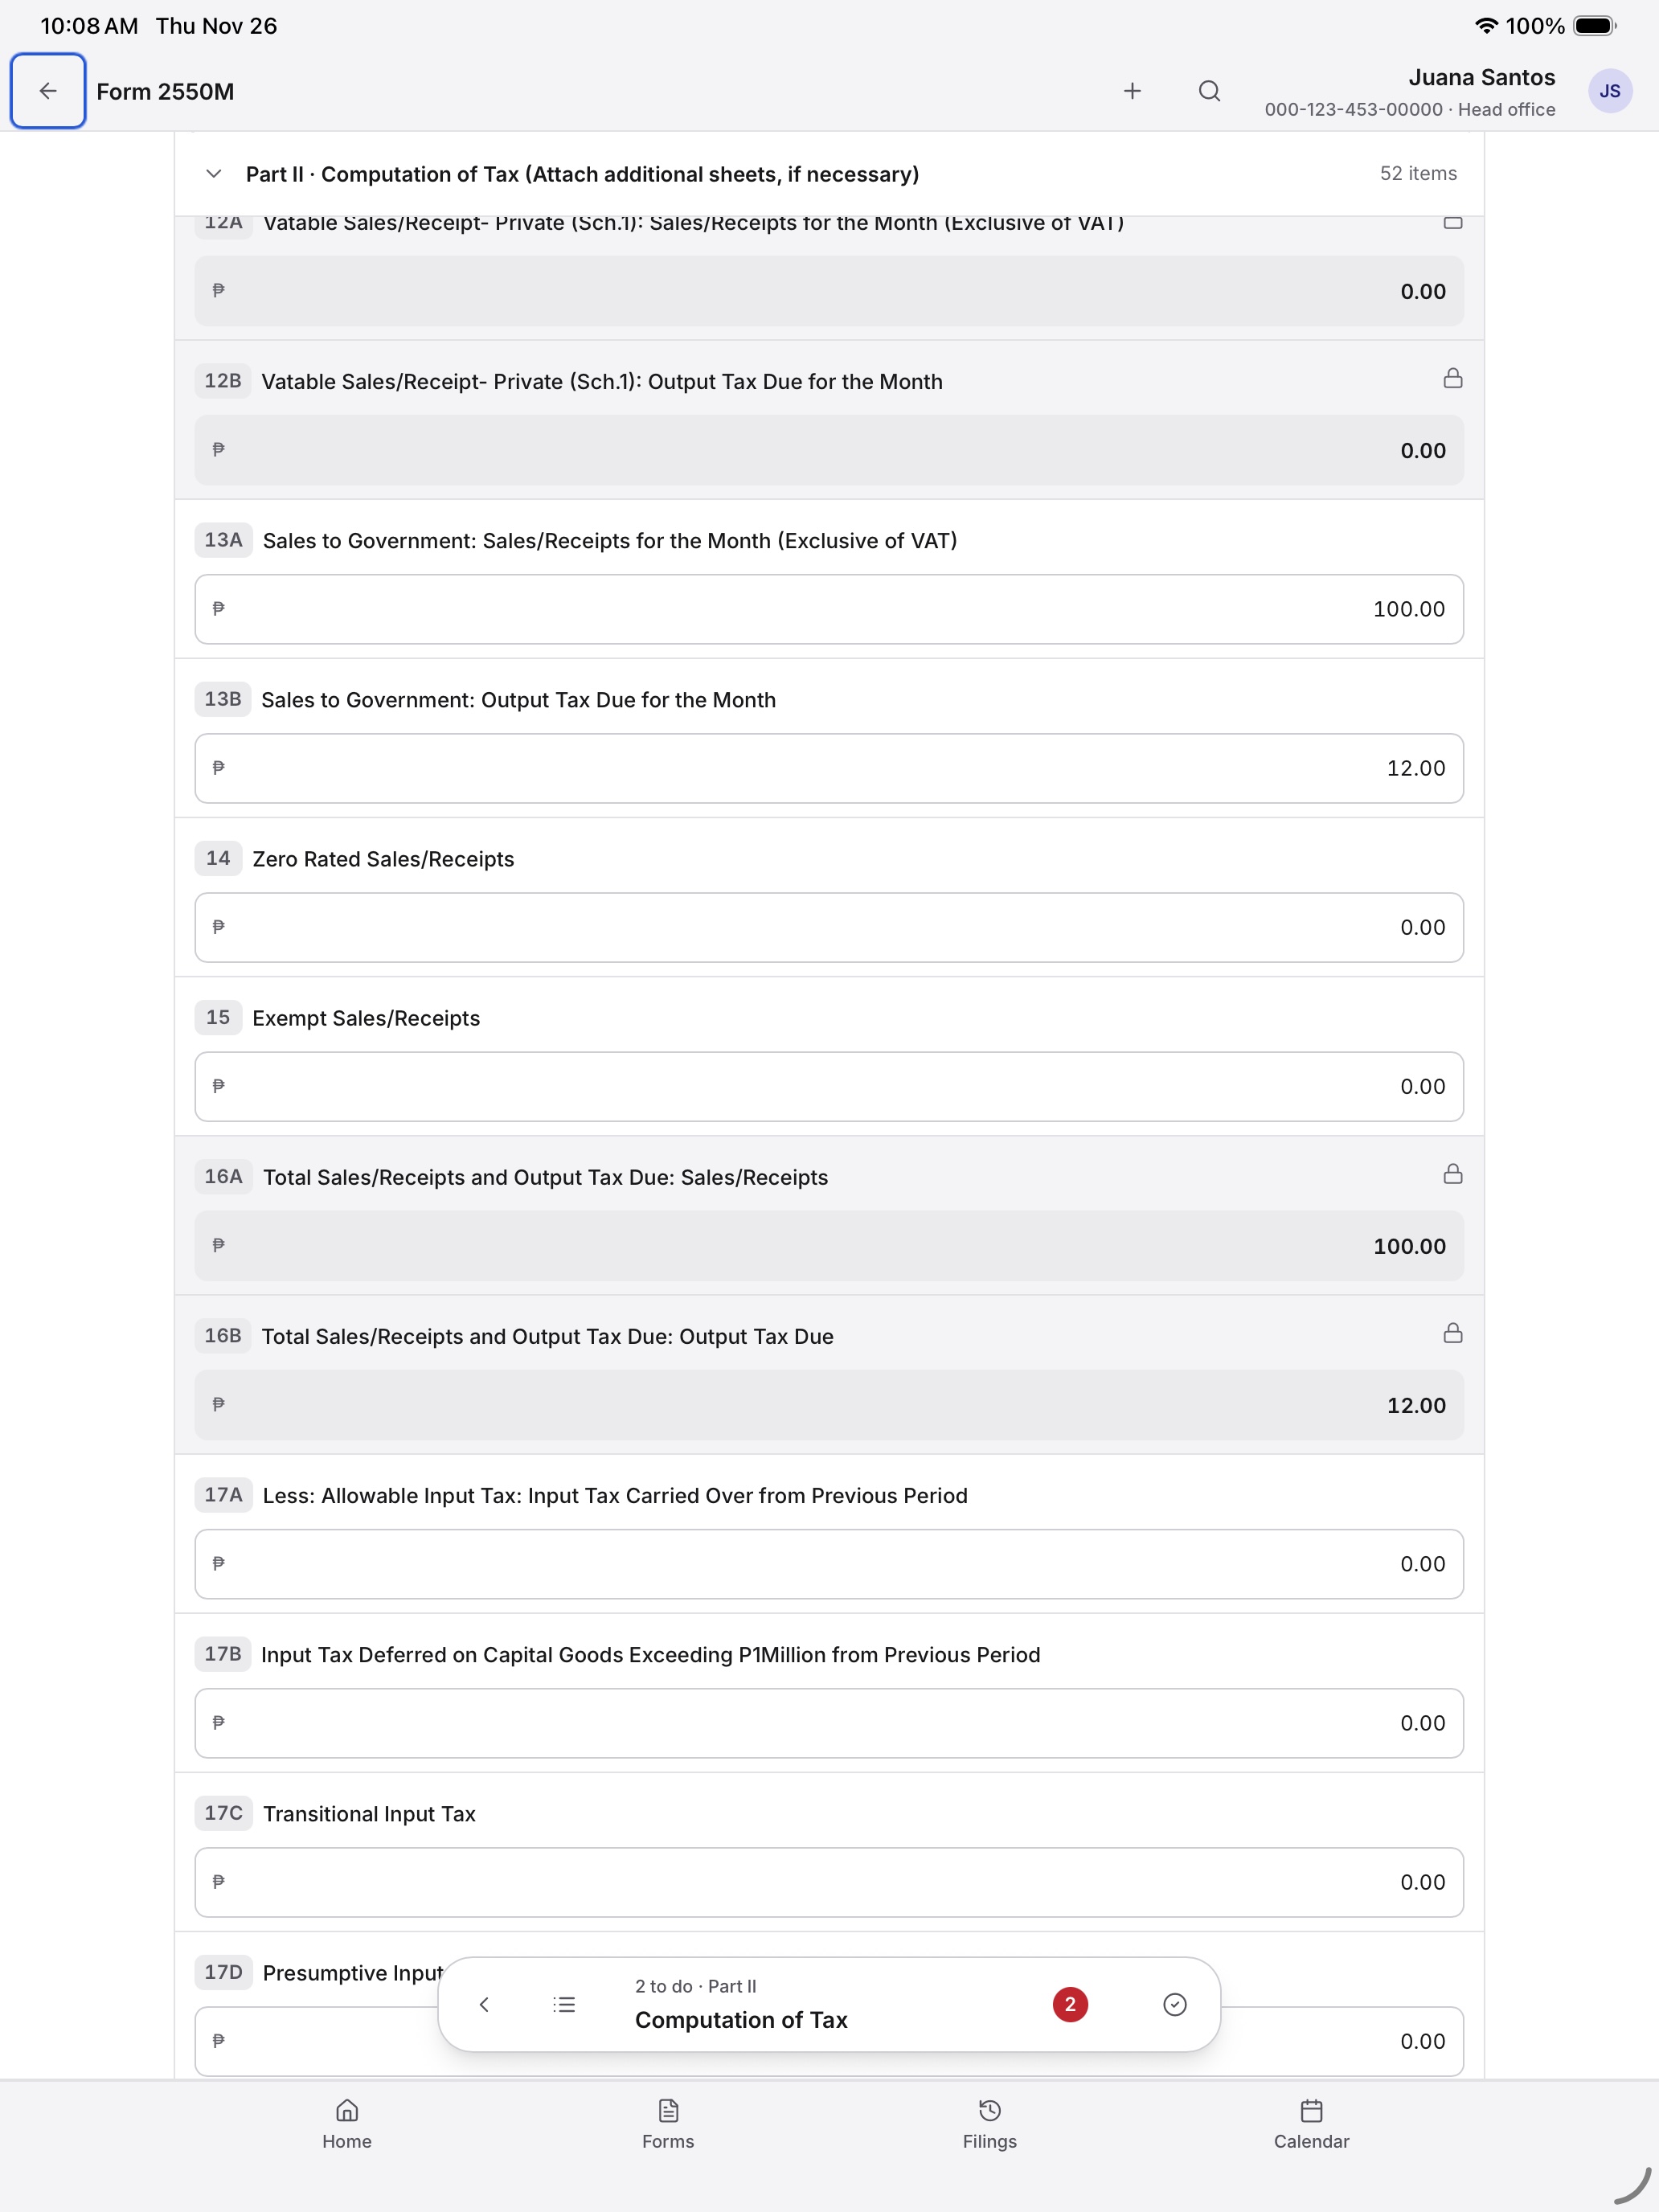 10:08 AM Thu Nov 26
100%
Form 2550M
Juana Santos
000-123-453-00000 · Head office
JS
Part II · Computation of Tax (Attach additional sheets, if necessary)
52 items
12A Vatable Sales/Receipt- Private (Sch.1): Sales/Receipts for the Month (Exclusive of VAT)
₱ 0.00
12B Vatable Sales/Receipt- Private (Sch.1): Output Tax Due for the Month
₱ 0.00
13A Sales to Government: Sales/Receipts for the Month (Exclusive of VAT)
₱ 100.00
13B Sales to Government: Output Tax Due for the Month
₱ 12.00
14 Zero Rated Sales/Receipts
₱ 0.00
15 Exempt Sales/Receipts
₱ 0.00
16A Total Sales/Receipts and Output Tax Due: Sales/Receipts
₱ 100.00
16B Total Sales/Receipts and Output Tax Due: Output Tax Due
₱ 12.00
17A Less: Allowable Input Tax: Input Tax Carried Over from Previous Period
₱ 0.00
17B Input Tax Deferred on Capital Goods Exceeding P1Million from Previous Period
₱ 0.00
17C Transitional Input Tax
₱ 0.00
17D Presumptive Input
₱ 0.00
2 to do · Part II
Computation of Tax
2
Home
Forms
Filings
Calendar